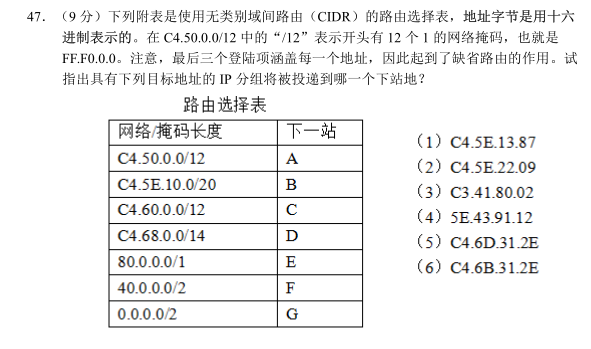 47. （9 分）下列附表是使用无类别域间路由（CIDR）的路由选择表，地址字节是用十六
进制表示的。在 C4.50.0.0/12 中的“/12”表示开头有 12 个 1 的网络掩码，也就是
FF.F0.0.0。注意，最后三个登陆项涵盖每一个地址，因此起到了缺省路由的作用。试
指出具有下列目标地址的 IP 分组将被投递到哪一个下站地？
路由选择表
网络/掩码长度 下一站
C4.50.0.0/12 A
C4.5E.10.0/20 B
C4.60.0.0/12 C
C4.68.0.0/14 D
80.0.0.0/1 E
40.0.0.0/2 F
0.0.0.0/2 G
（1）C4.5E.13.87
（2）C4.5E.22.09
（3）C3.41.80.02
（4）5E.43.91.12
（5）C4.6D.31.2E
（6）C4.6B.31.2E